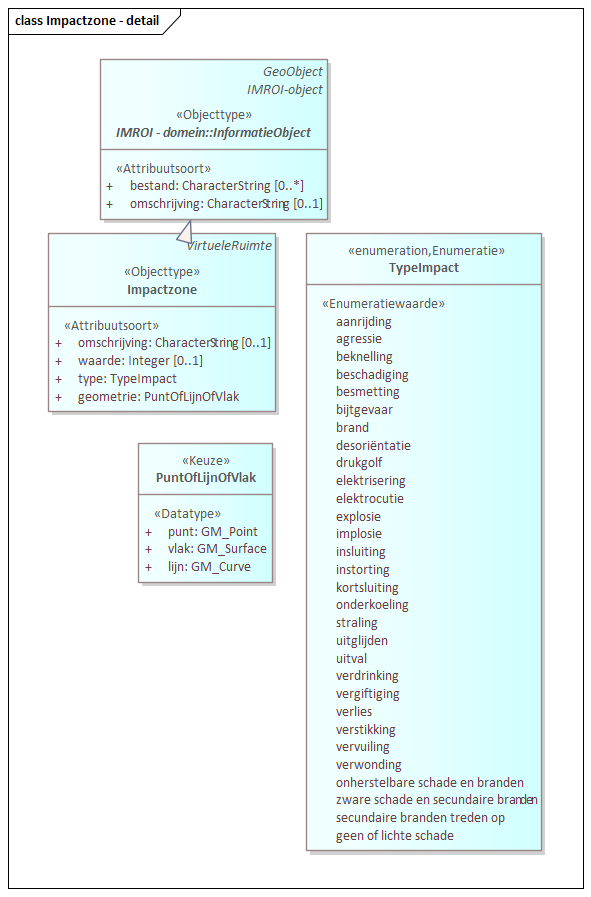 class Impactzone - detail
GeoObject
IMROI-object
«Objecttype»
IMROI - domein::InformatieObject
«Attribuutsoort»
+ bestand: CharacterString [0..*]
+ omschrijving: CharacterString [0..1]
VirtueleRuimte
«Objecttype»
Impactzone
«Attribuutsoort»
+ omschrijving: CharacterString [0..1]
+ waarde: Integer [0..1]
+ type: TypeImpact
+ geometrie: PuntOfLijnOfVlak
«Keuze»
PuntOfLijnOfVlak
«Datatype»
+ punt: GM_Point
+ vlak: GM_Surface
+ lijn: GM_Curve
«enumeration,Enumeratie»
TypeImpact
«Enumeratiewaarde»
aanrijding
agressie
beknelling
beschadiging
besmetting
bijtgevaar
brand
desoriëntatie
drukgolf
elektrisering
elektrocutie
explosie
implosie
insluiting
instorting
kortsluiting
onderkoeling
straling
uitglijden
uitval
verdrinking
vergiftiging
verlies
verstikking
vervuiling
verwonding
onherstelbare schade en branden
zware schade en secundaire branden
secundaire branden treden op
geen of lichte schade